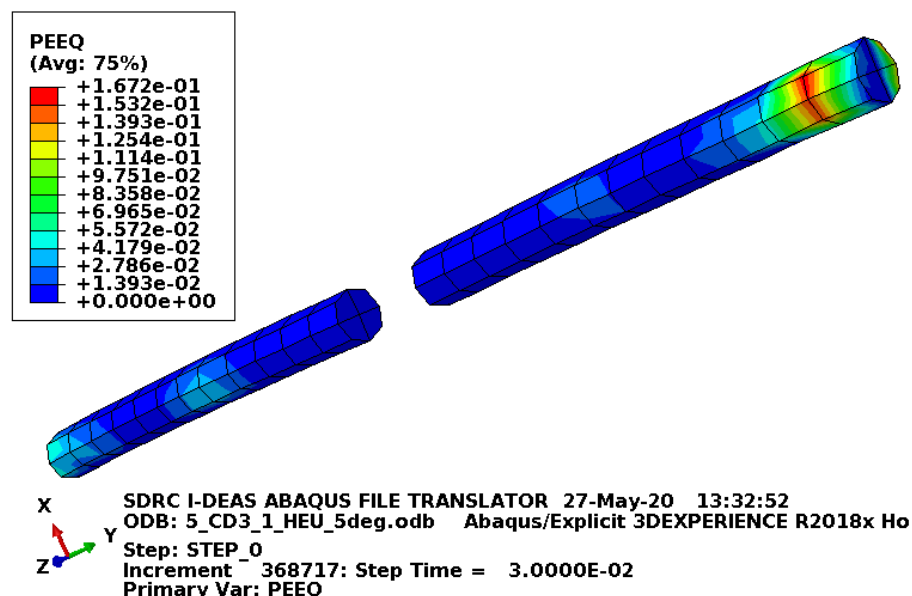 PEEQ
(Avg: 75%)
+1.672e-01
+1.532e-01
+1.393e-01
+1.254e-01
+1.114e-01
+9.751e-02
+8.358e-02
+6.965e-02
+5.572e-02
+4.179e-02
+2.786e-02
+1.393e-02
+0.000e+00
X
Y
Z
SDRC I-DEAS ABAQUS FILE TRANSLATOR 27-May-20 13:32:52
ODB: 5_CD3_1_HEU_5deg.odb Abaqus/Explicit 3DEXPERIENCE R2018x Ho
Step: STEP_0
Increment 368717: Step Time = 3.0000E-02
Primary Var: PEEQ